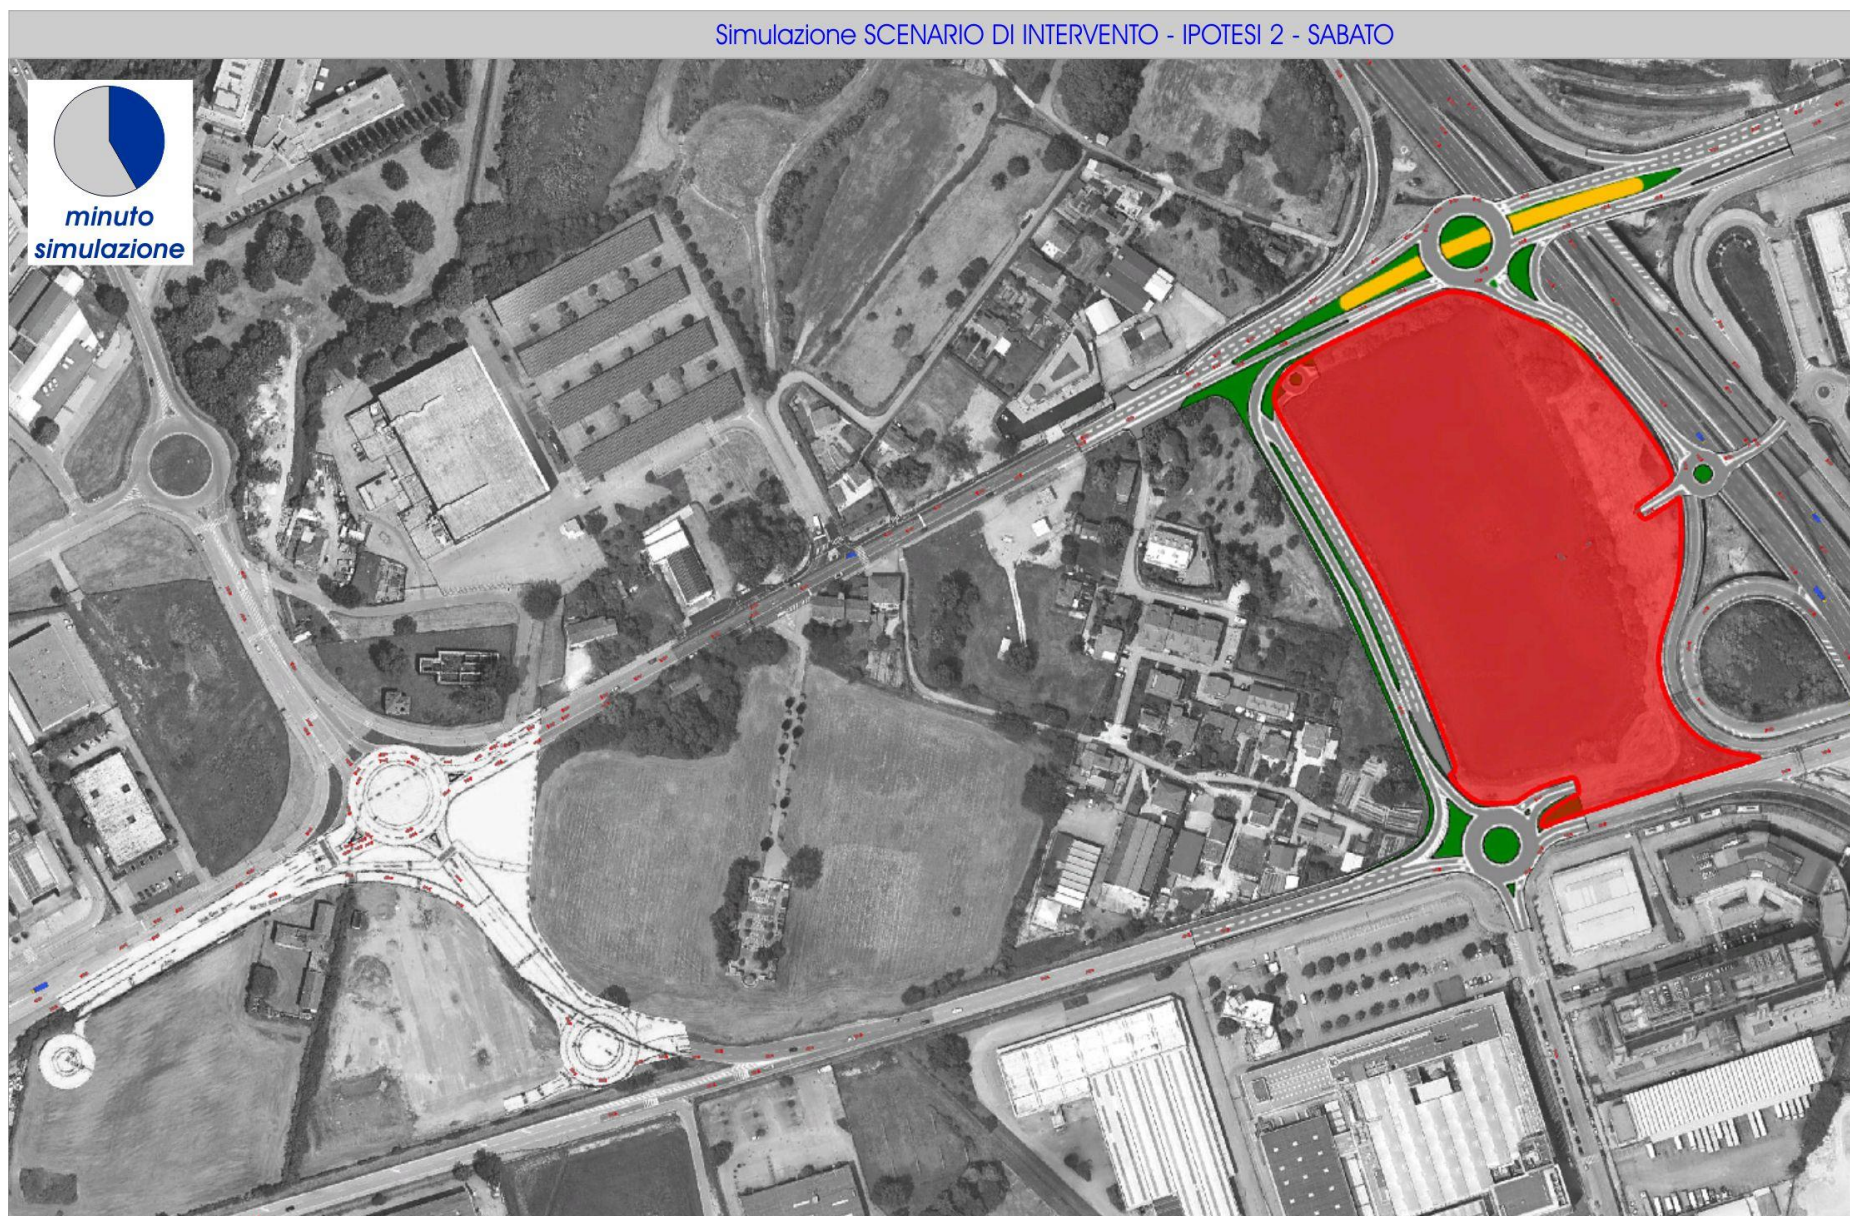 Simulazione SCENARIO DI INTERVENTO - IPOTESI 2 - SABATO
minuto
simulazione